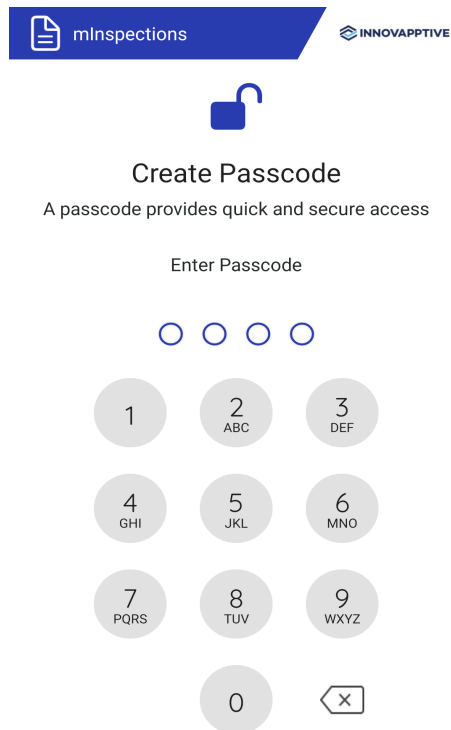 mInspections
INNOVAPPTIVE
Create Passcode
A passcode provides quick and secure access
Enter Passcode
1 2 3
ABC DEF
4 5 6
GHI JKL MNO
7 8 9
PQRS TUV WXYZ
0